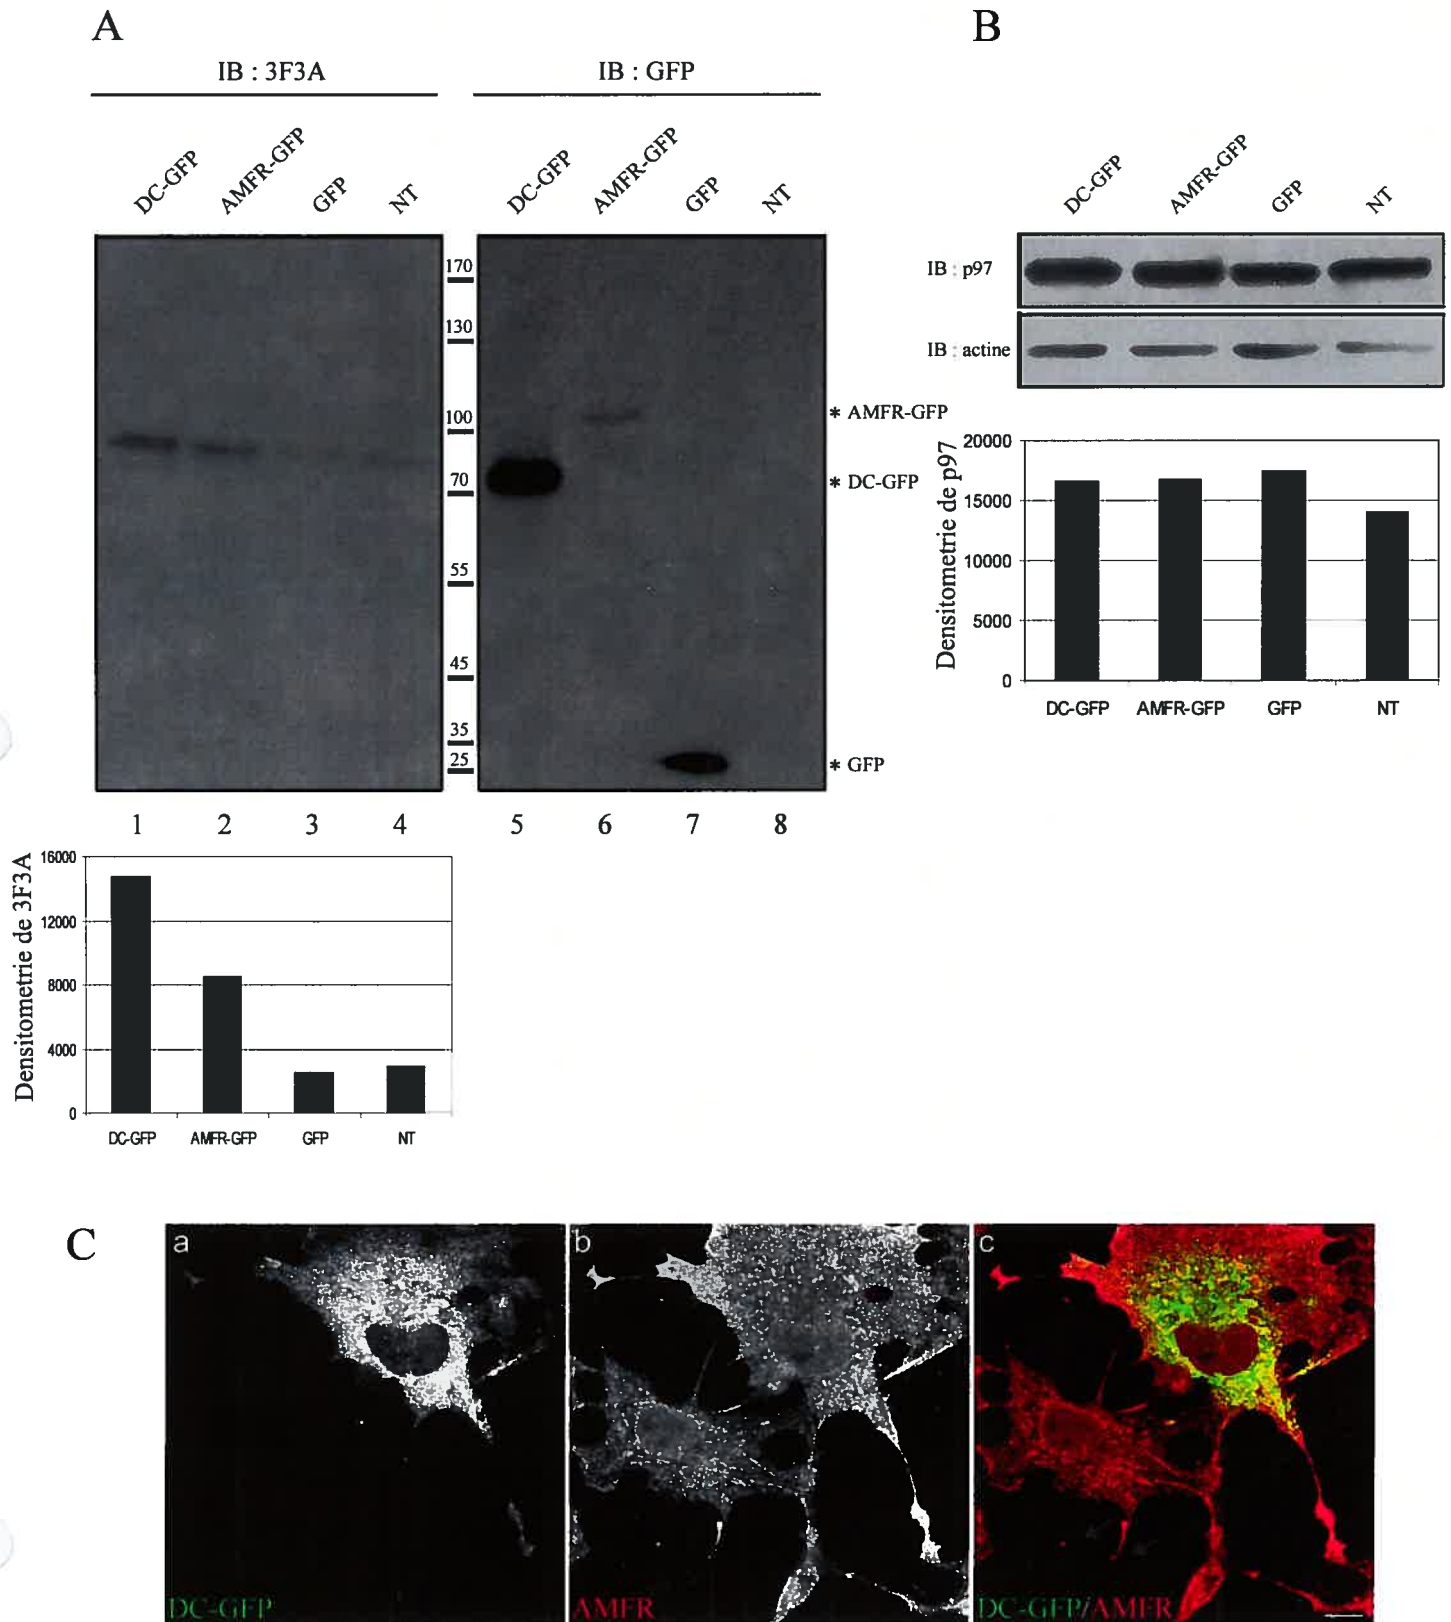 A
IB : 3F3A
IB : GFP
DC-GFP
AMFR-GFP
GFP
NT
DC-GFP
AMFR-GFP
GFP
NT
170
130
100
70
55
45
35
25
* AMFR-GFP
* DC-GFP
* GFP
1
2
3
4
5
6
7
8
Densitometrie de 3F3A
16000
12000
8000
4000
0
DC-GFP
AMFR-GFP
GFP
NT
B
DC-GFP
AMFR-GFP
GFP
NT
IB : p97
IB : actine
Densitometrie de p97
20000
15000
10000
5000
0
DC-GFP
AMFR-GFP
GFP
NT
C
a
b
c
DC-GFP
AMFR
DC-GFP/AMFR